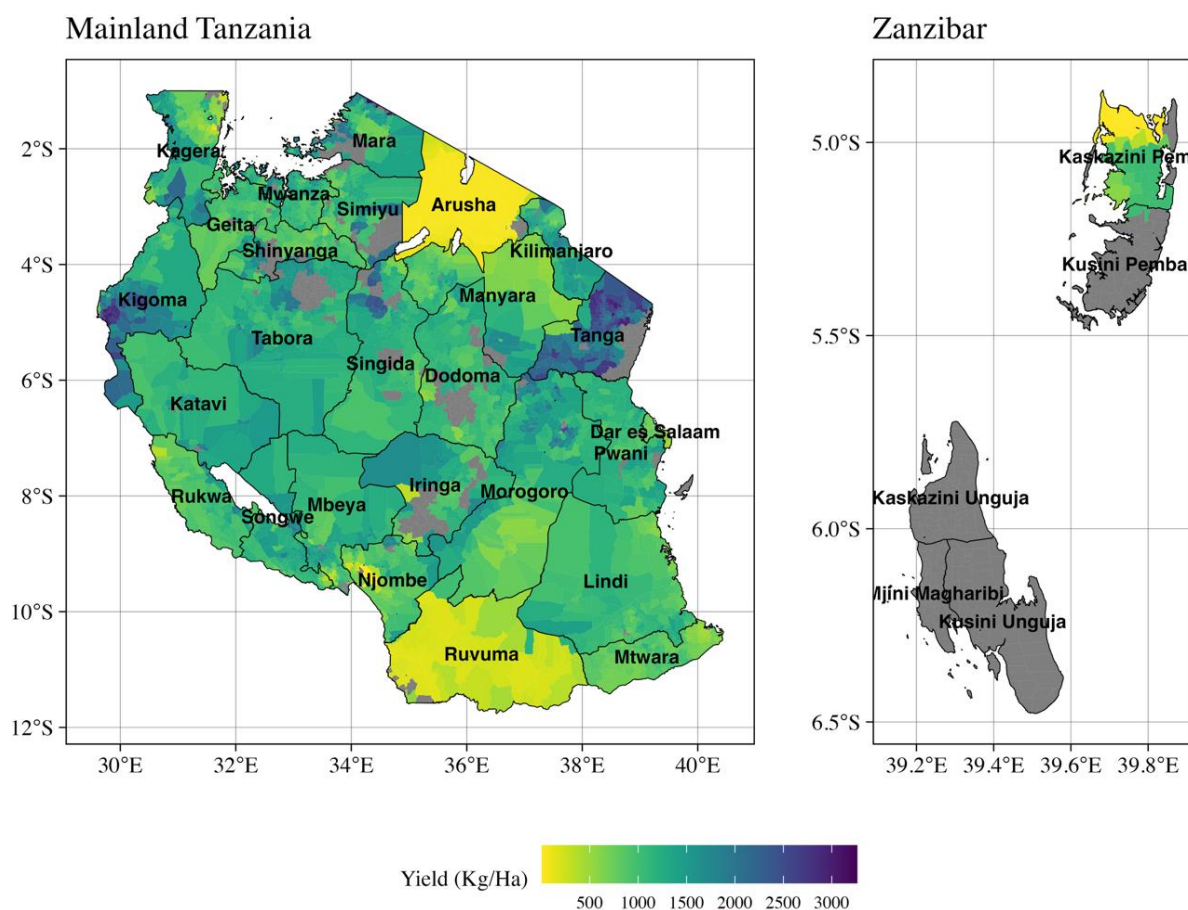 Mainland Tanzania
Zanzibar
2°S
4°S
6°S
8°S
10°S
12°S
30°E
32°E
34°E
36°E
38°E
40°E
Kagera
Mara
Mwanza
Simiyu
Arusha
Geita
Shinyanga
Kilimanjaro
Kigoma
Manyara
Tabora
Tanga
Singida
Dodoma
Katavi
Dar es Salaam
Pwani
Rukwa
Iringa
Morogoro
Songwe
Mbeya
Njombe
Lindi
Ruvuma
Mtwara
5.0°S
5.5°S
6.0°S
6.5°S
39.2°E
39.4°E
39.6°E
39.8°E
Kaskazini Pem
Kusini Pemba
Kaskazini Unguja
Mjini Magharibi
Kusini Unguja
Yield (Kg/Ha)
500
1000
1500
2000
2500
3000